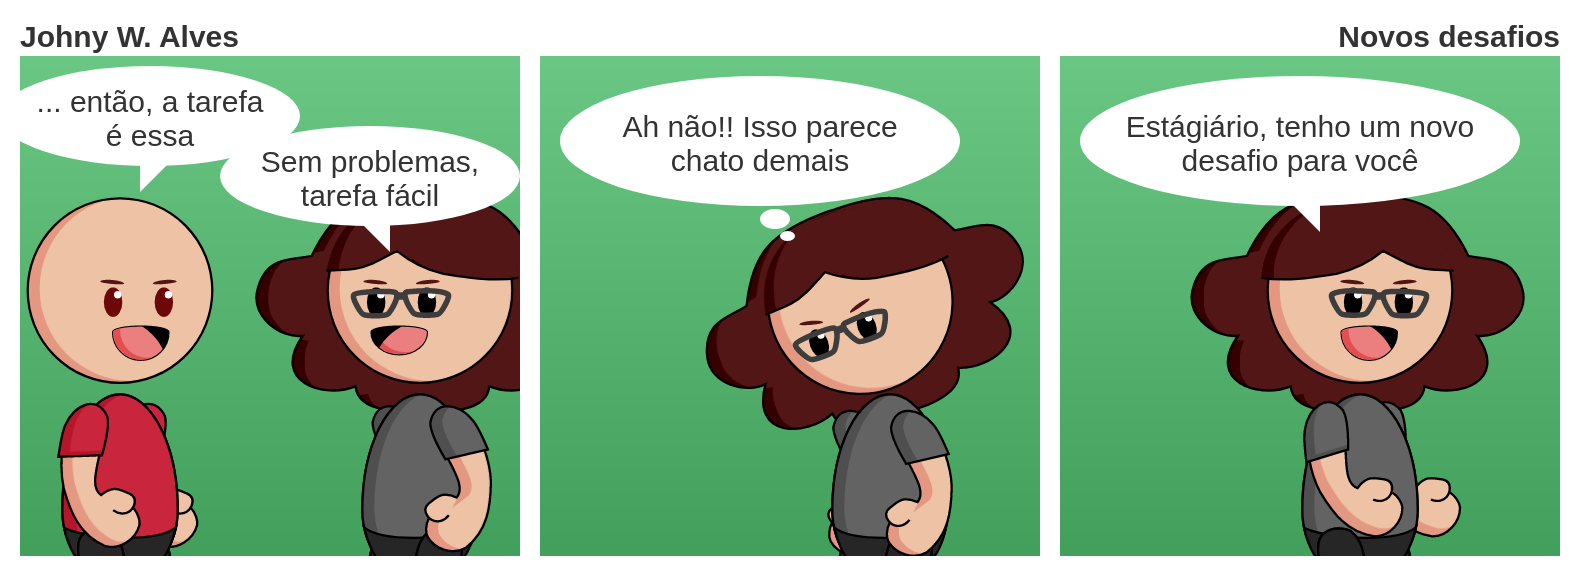 Johny W. Alves
Novos desafios
... então, a tarefa
é essa
Sem problemas,
tarefa fácil
Ah não!! Isso parece
chato demais
Estágiário, tenho um novo
desafio para você